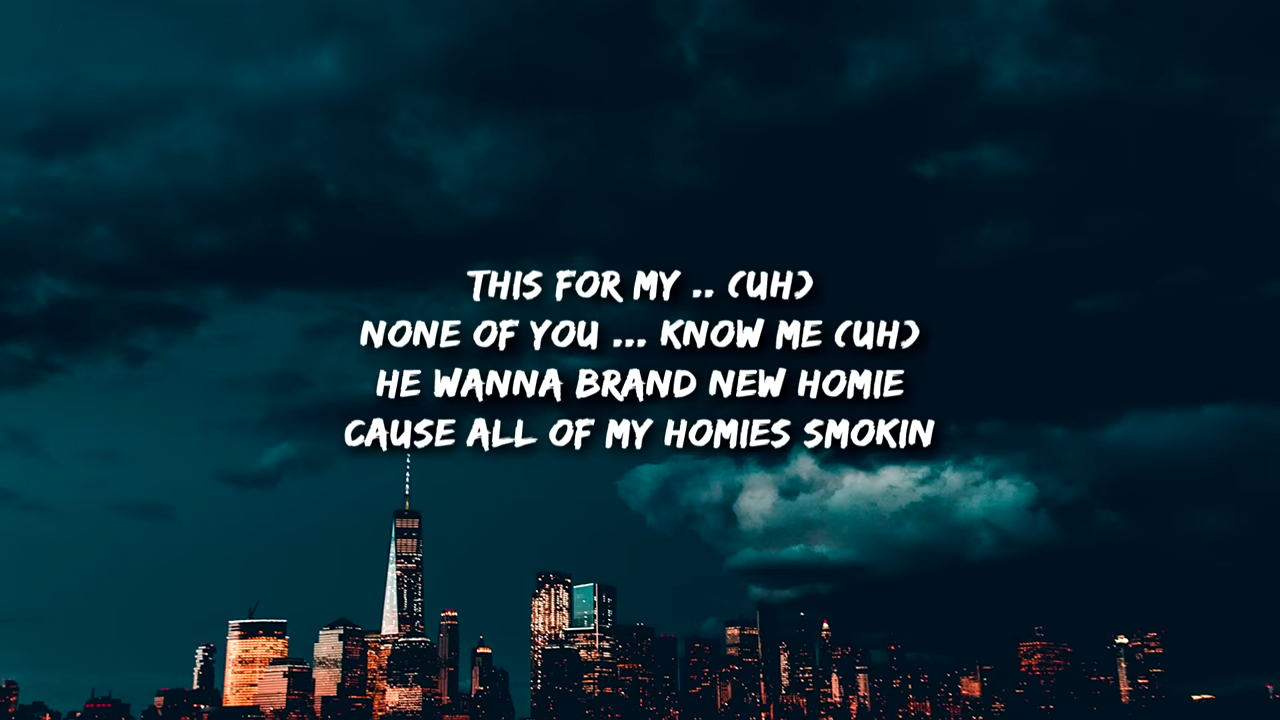 THIS FOR MY .. (UH)
NONE OF YOU ... KNOW ME (UH)
HE WANNA BRAND NEW HOMIE
CAUSE ALL OF MY HOMIES SMOKIN